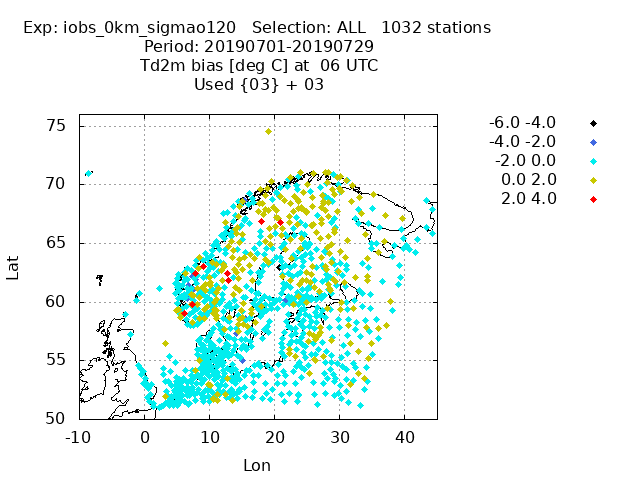 Exp: iobs_0km_sigmao120   Selection: ALL   1032 stations
Period: 20190701-20190729
Td2m bias [deg C] at  06 UTC
Used {03} + 03
-6.0 -4.0
-4.0 -2.0
-2.0 0.0
0.0 2.0
2.0 4.0
75
70
65
60
55
50
Lat
-10
0
10
20
30
40
Lon